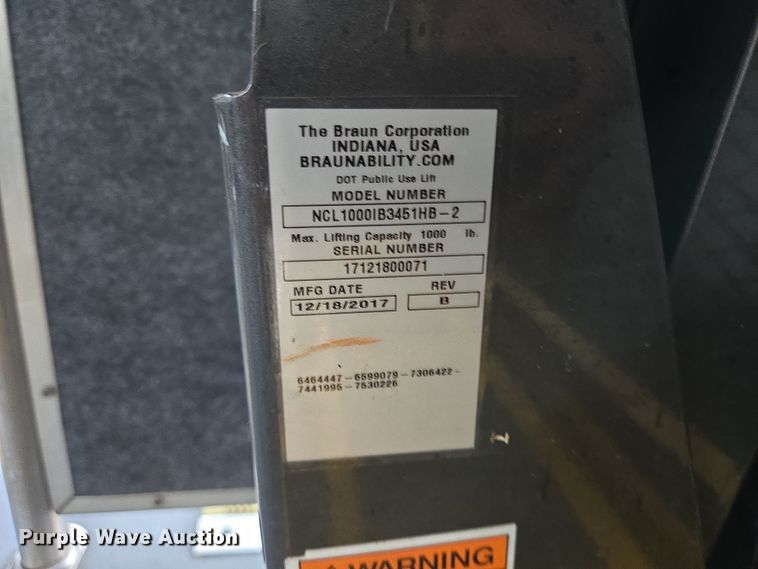 The Braun Corporation
INDIANA, USA
BRAUNABILITY.COM
DOT Public Use Lift
MODEL NUMBER
NCL1000IB3451HB-2
Max. Lifting Capacity 1000 lb.
SERIAL NUMBER
17121800071
MFG DATE REV
12/18/2017 B
6464447-6599079-7306422-
7441995-7530226
WARNING
Purple Wave Auction